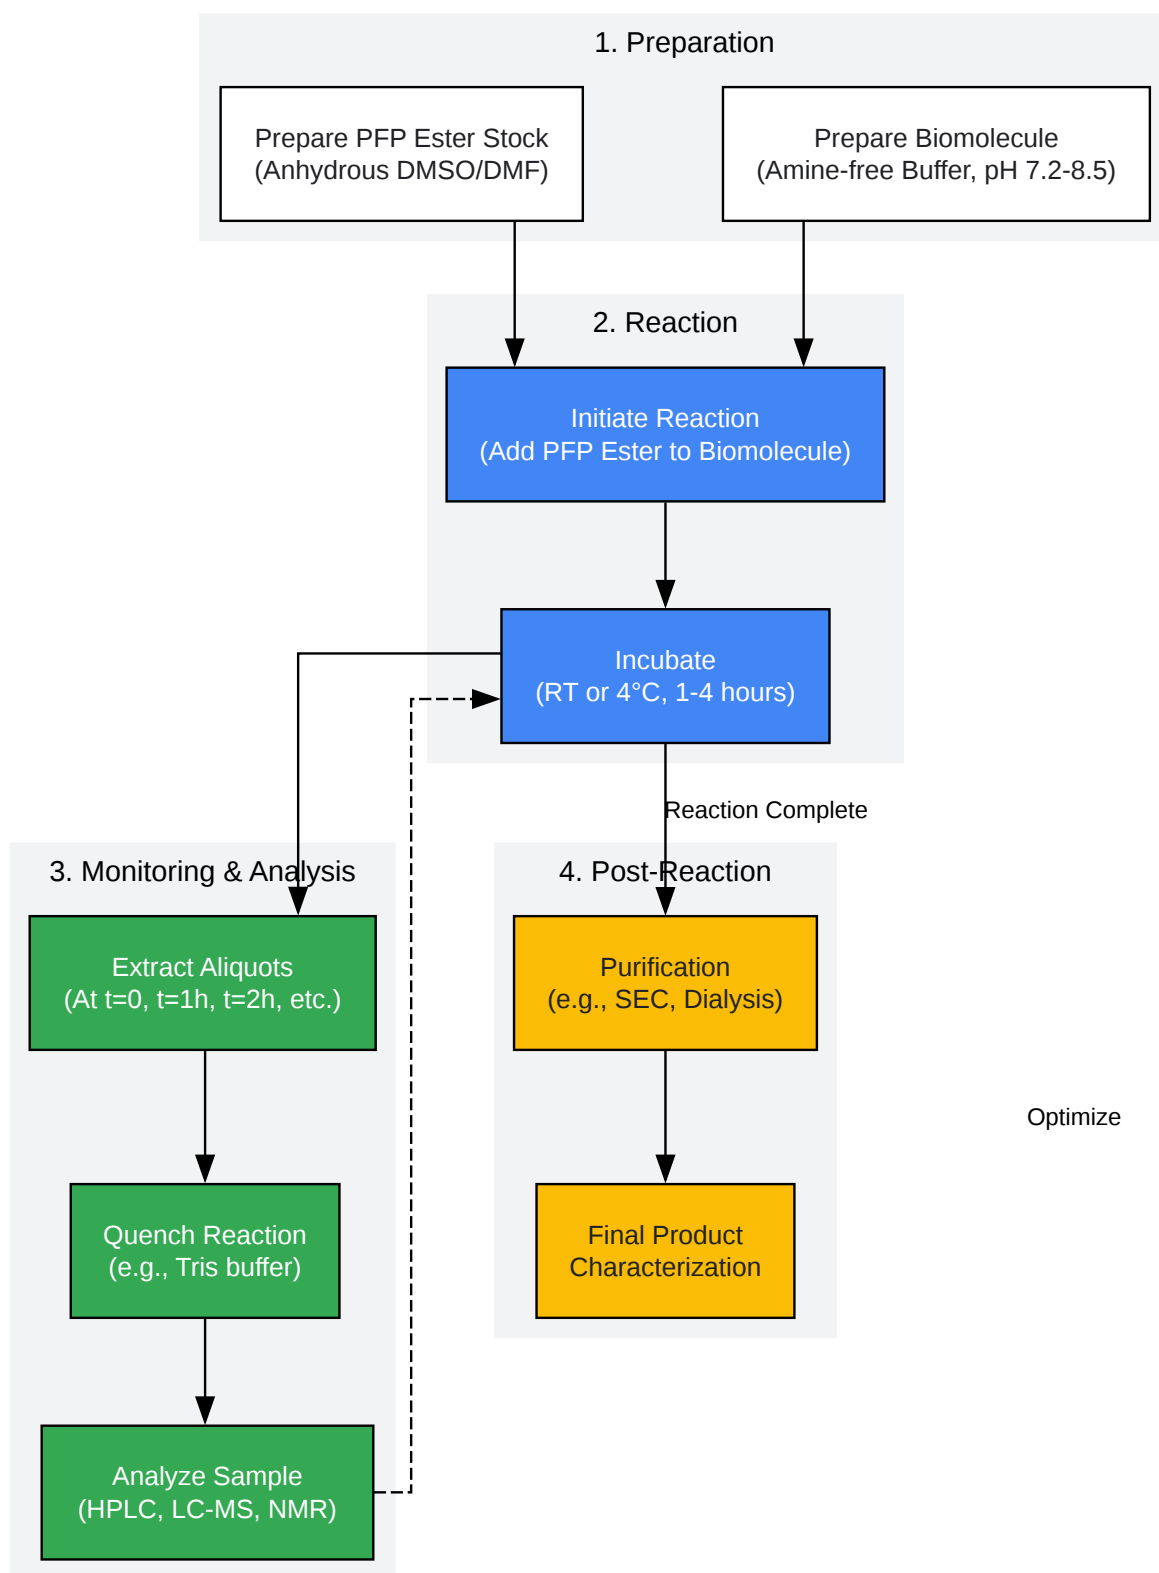 1. Preparation
Prepare PFP Ester Stock
(Anhydrous DMSO/DMF)
Prepare Biomolecule
(Amine-free Buffer, pH 7.2-8.5)
2. Reaction
Initiate Reaction
(Add PFP Ester to Biomolecule)
Incubate
(RT or 4°C, 1-4 hours)
Reaction Complete
3. Monitoring & Analysis
Extract Aliquots
(At t=0, t=1h, t=2h, etc.)
Quench Reaction
(e.g., Tris buffer)
Analyze Sample
(HPLC, LC-MS, NMR)
4. Post-Reaction
Purification
(e.g., SEC, Dialysis)
Final Product
Characterization
Optimize